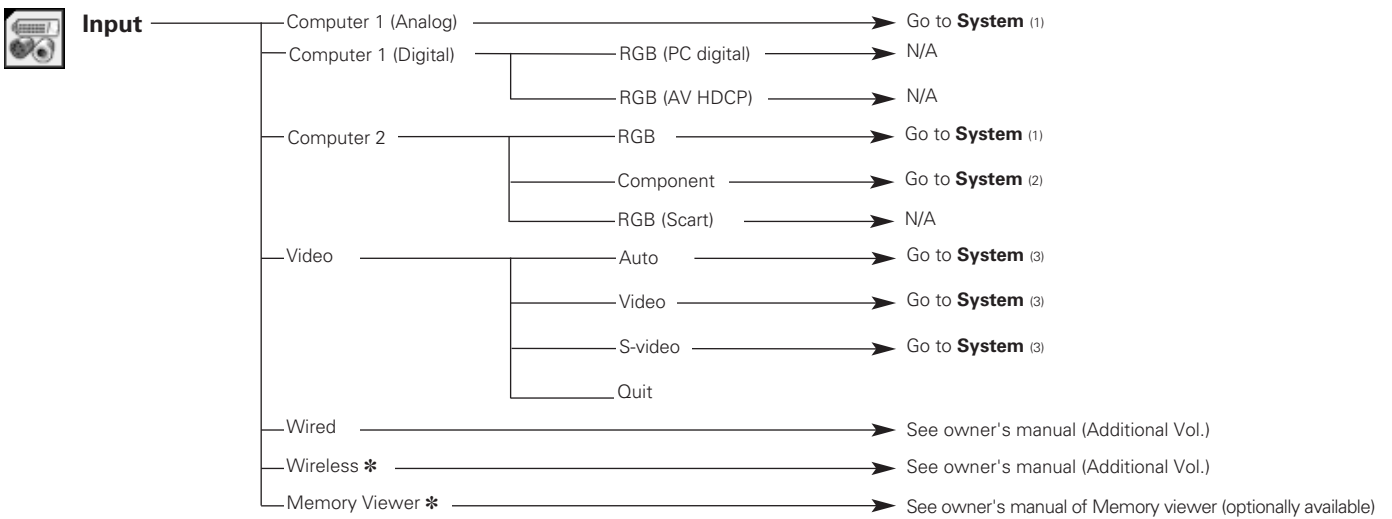 Input Computer 1 (Analog) Go to System (1)
Computer 1 (Digital) RGB (PC digital) N/A
RGB (AV HDCP) N/A
Computer 2 RGB Go to System (1)
Component Go to System (2)
RGB (Scart) N/A
Video Auto Go to System (3)
Video Go to System (3)
S-video Go to System (3)
Quit
Wired See owner's manual (Additional Vol.)
Wireless ✻ See owner's manual (Additional Vol.)
Memory Viewer ✻ See owner's manual of Memory viewer (optionally available)